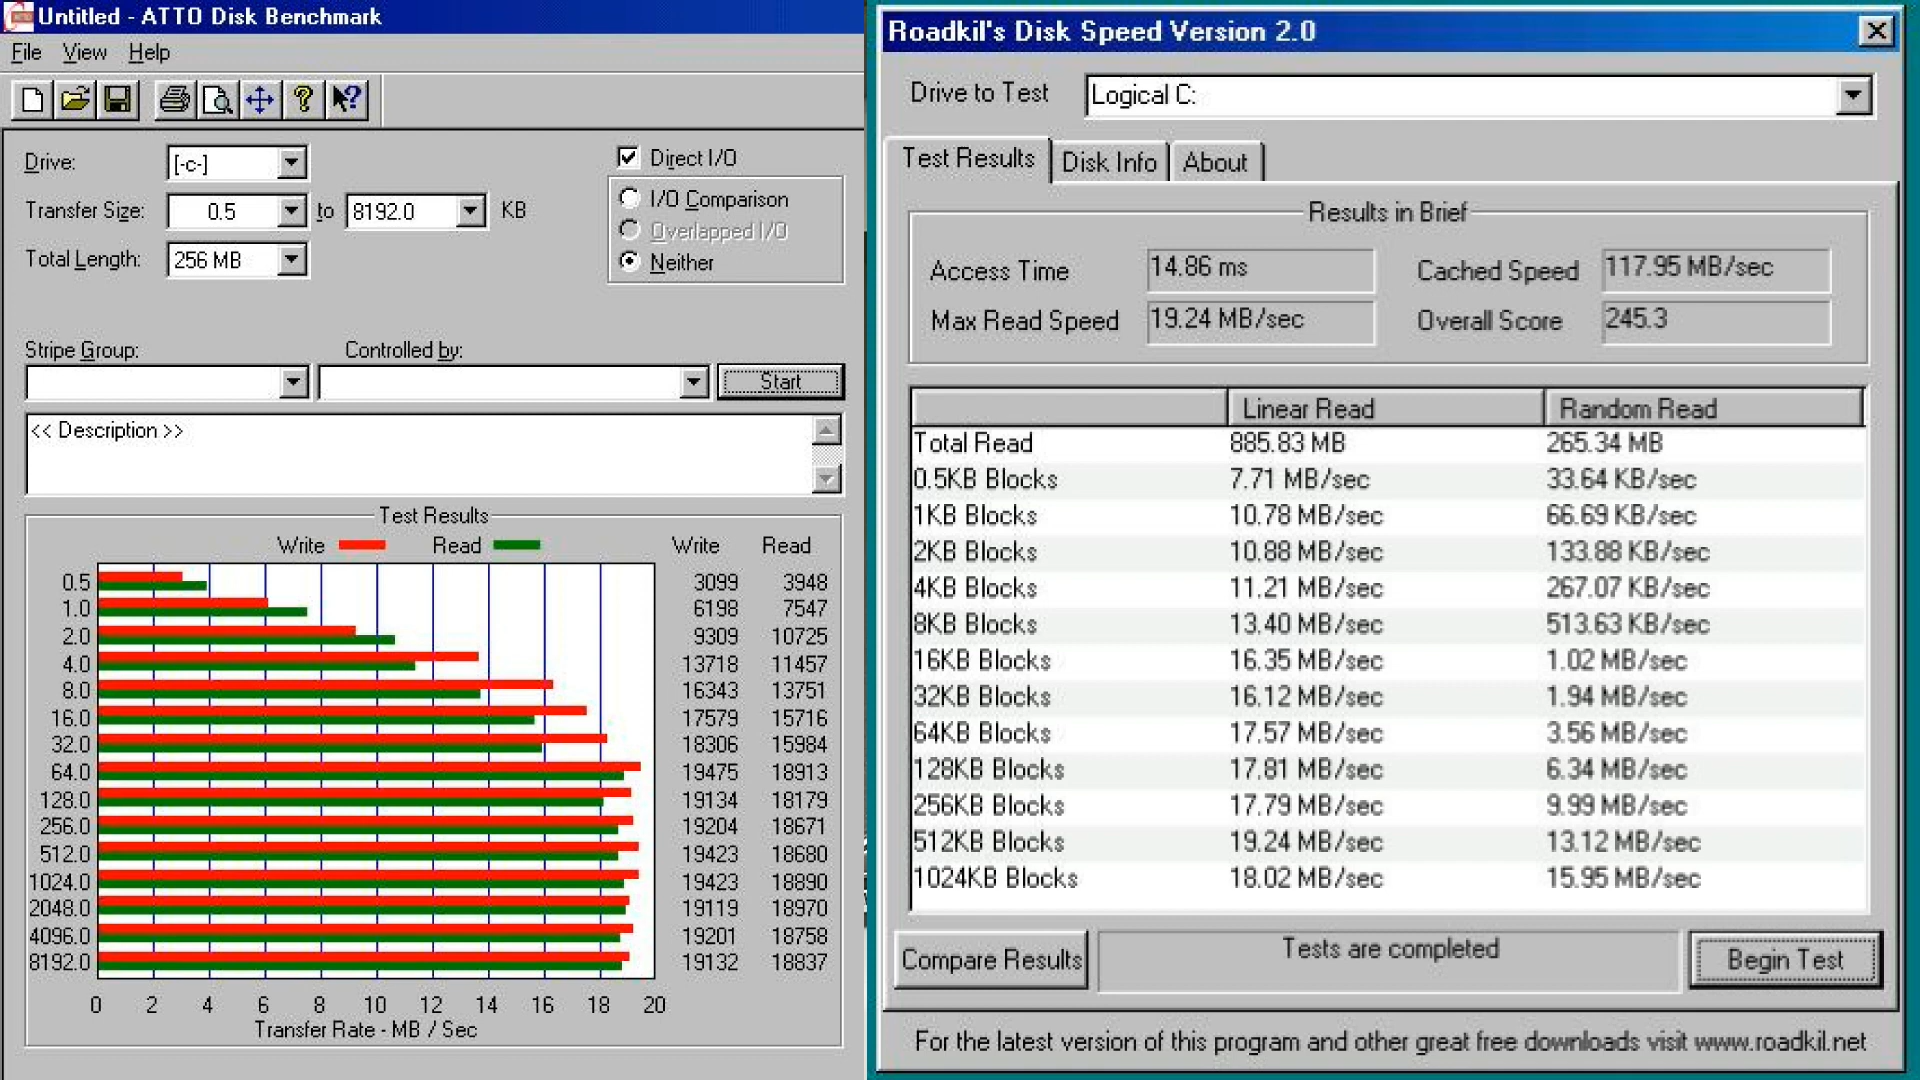 Untitled - ATTO Disk Benchmark
File View Help
Drive: [-c-]
Direct I/O
I/O Comparison
Transfer Size: 0.5 to 8192.0 KB
Overlapped I/O
Total Length: 256 MB
Neither
Stripe Group: Controlled by:
Start
<< Description >>
Test Results
Write Read Write Read
0.5 3099 3948
1.0 6198 7547
2.0 9309 10725
4.0 13718 11457
8.0 16343 13751
16.0 17579 15716
32.0 18306 15984
64.0 19475 18913
128.0 19134 18179
256.0 19204 18671
512.0 19423 18680
1024.0 19423 18890
2048.0 19119 18970
4096.0 19201 18758
8192.0 19132 18837
0 2 4 6 8 10 12 14 16 18 20
Transfer Rate - MB / Sec
Roadkil's Disk Speed Version 2.0
Drive to Test Logical C:
Test Results Disk Info About
Results in Brief
Access Time 14.86 ms Cached Speed 117.95 MB/sec
Max Read Speed 19.24 MB/sec Overall Score 245.3
Linear Read Random Read
Total Read 885.83 MB 265.34 MB
0.5KB Blocks 7.71 MB/sec 33.64 KB/sec
1KB Blocks 10.78 MB/sec 66.69 KB/sec
2KB Blocks 10.88 MB/sec 133.88 KB/sec
4KB Blocks 11.21 MB/sec 267.07 KB/sec
8KB Blocks 13.40 MB/sec 513.63 KB/sec
16KB Blocks 16.35 MB/sec 1.02 MB/sec
32KB Blocks 16.12 MB/sec 1.94 MB/sec
64KB Blocks 17.57 MB/sec 3.56 MB/sec
128KB Blocks 17.81 MB/sec 6.34 MB/sec
256KB Blocks 17.79 MB/sec 9.99 MB/sec
512KB Blocks 19.24 MB/sec 13.12 MB/sec
1024KB Blocks 18.02 MB/sec 15.95 MB/sec
Compare Results Tests are completed Begin Test
For the latest version of this program and other great free downloads visit www.roadkil.net